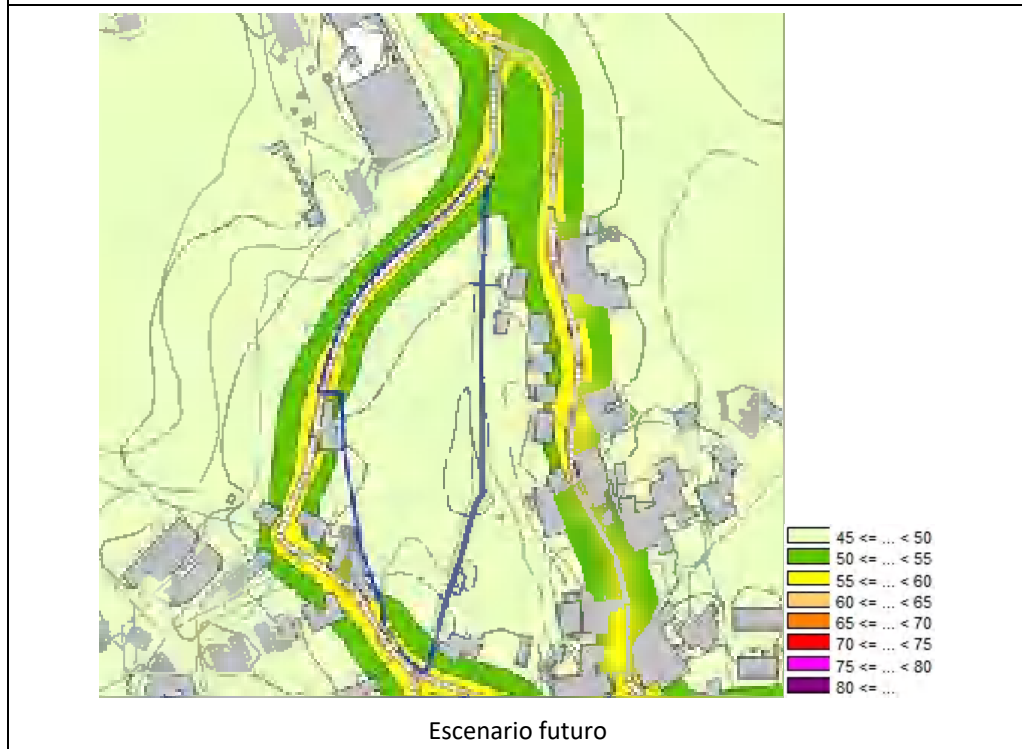 45 <= ... < 50
50 <= ... < 55
55 <= ... < 60
60 <= ... < 65
65 <= ... < 70
70 <= ... < 75
75 <= ... < 80
80 <= ...
Escenario futuro